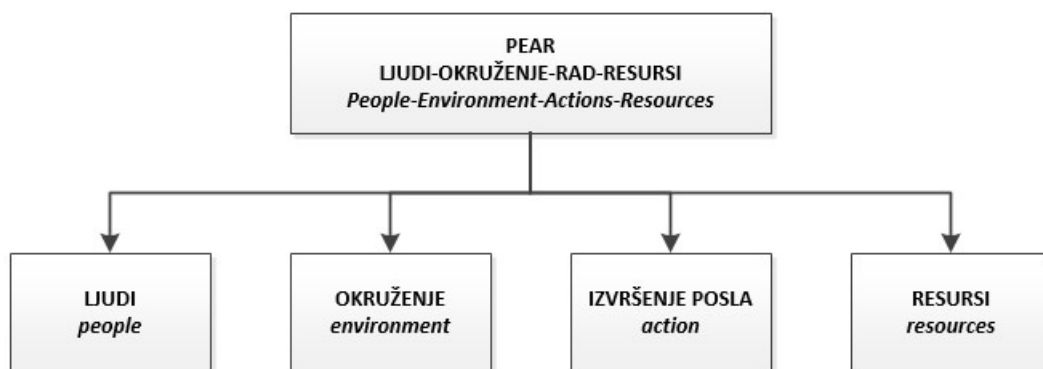 PEAR
LJUDI-OKRUŽENJE-RAD-RESURSI
People-Environment-Actions-Resources
LJUDI
people
OKRUŽENJE
environment
IZVRŠENJE POSLA
action
RESURSI
resources